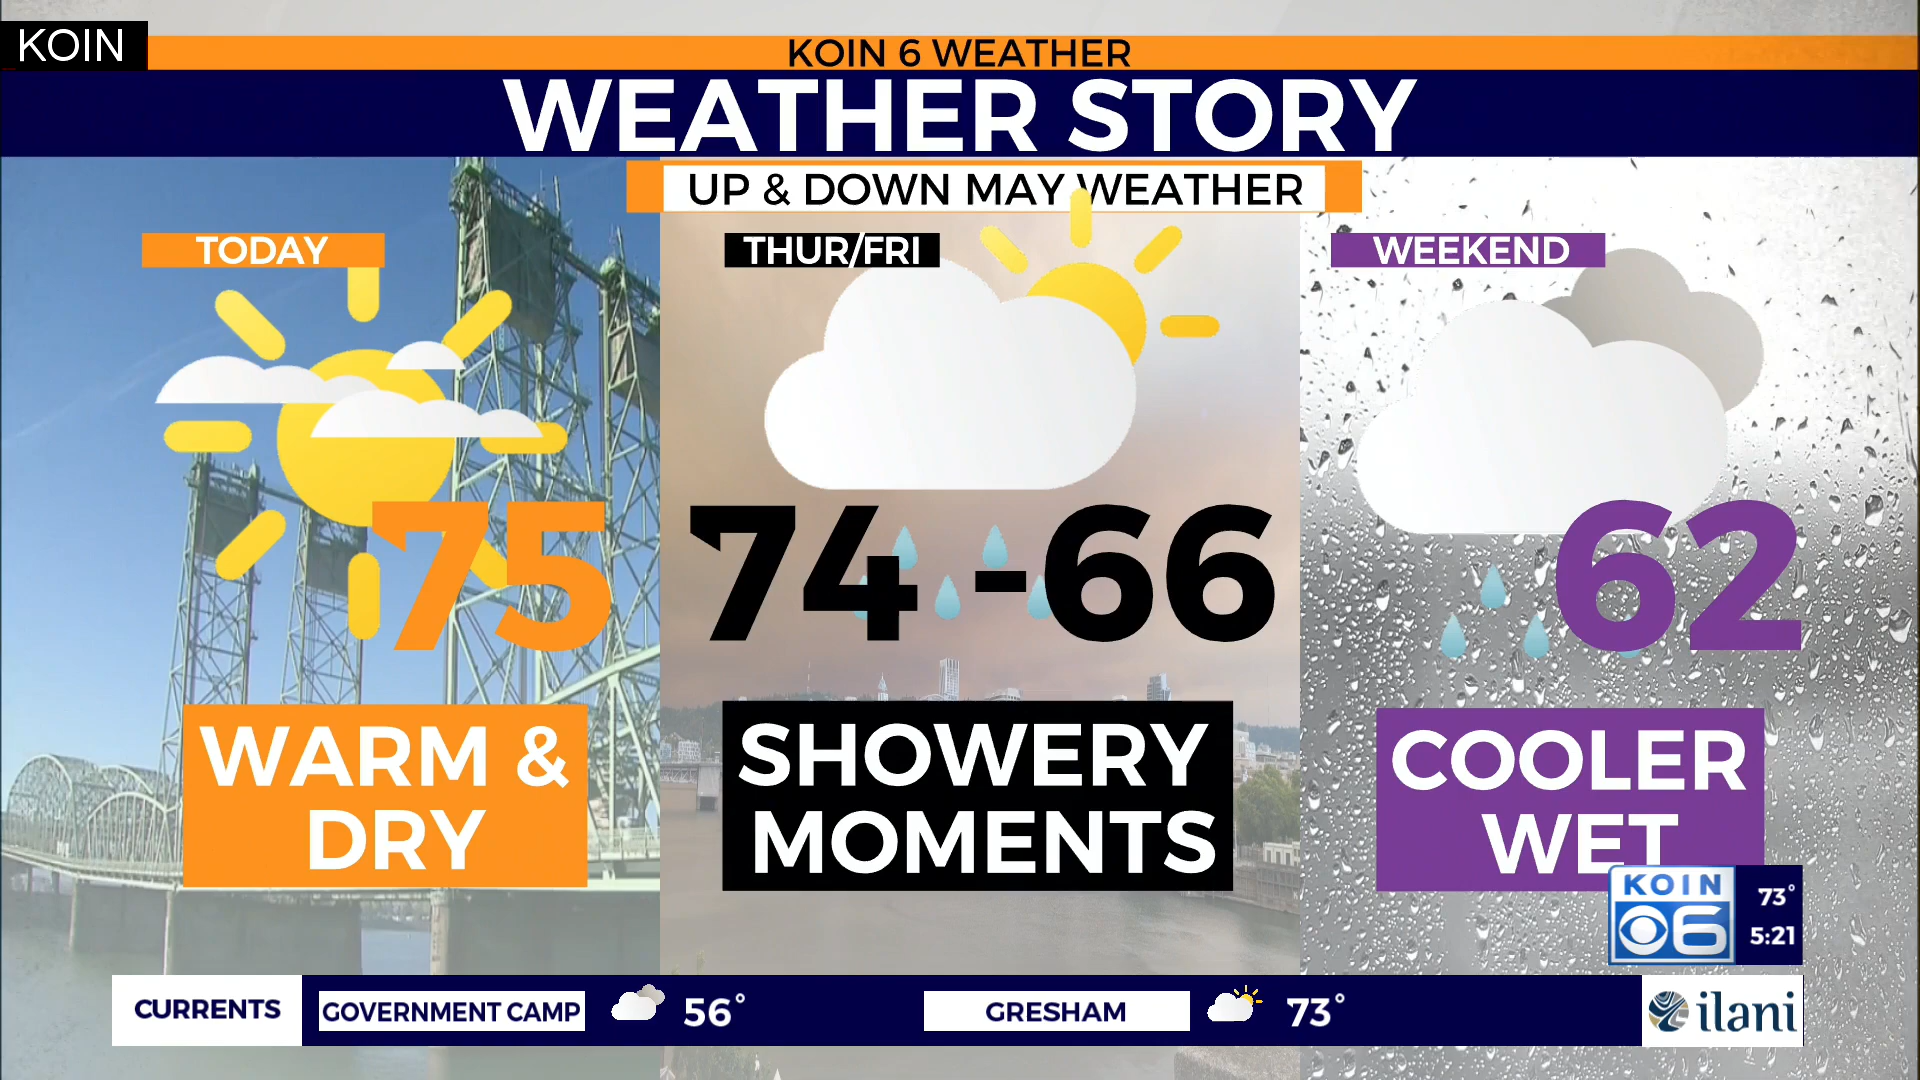 KOIN
KOIN 6 WEATHER
WEATHER STORY
UP & DOWN MAY WEATHER
TODAY
75
WARM &
DRY
THUR/FRI
74 -66
SHOWERY
MOMENTS
WEEKEND
62
COOLER
WET
KOIN
6
73°
5:21
CURRENTS
GOVERNMENT CAMP
56°
GRESHAM
73°
ilani